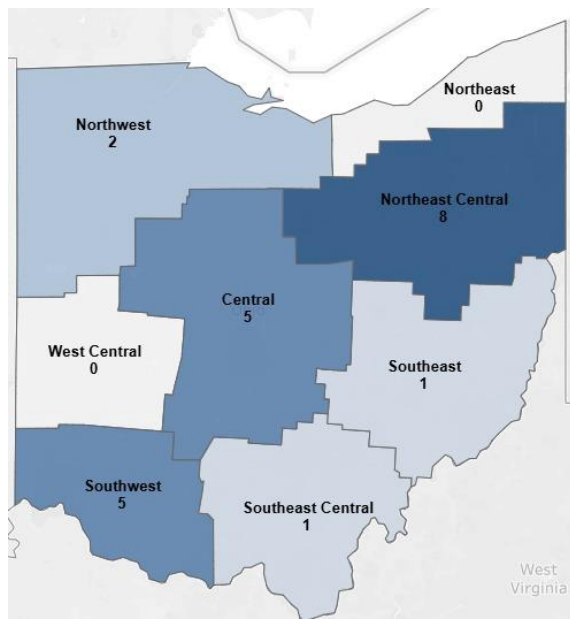 Northeast
0
Northwest
2
Northeast Central
8
Central
5
West Central
0
Southeast
1
Southwest
5
Southeast Central
1
West
Virginia